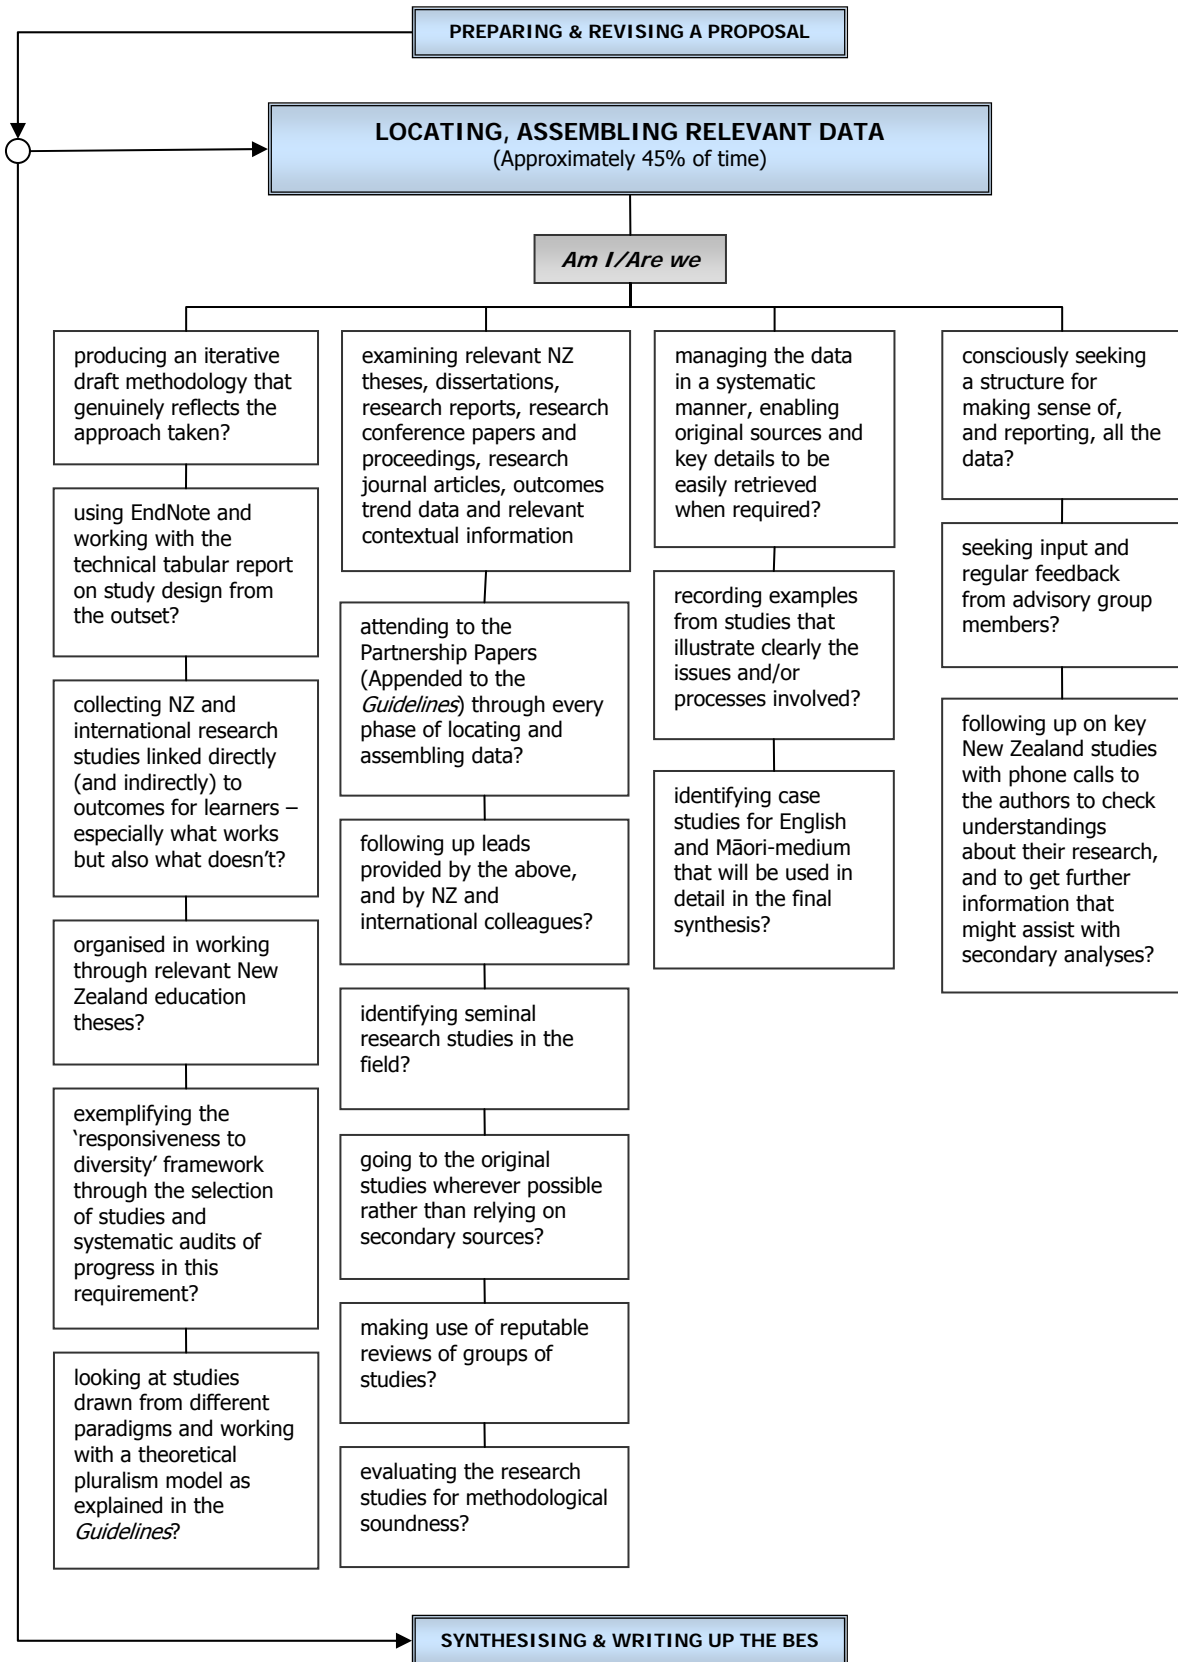 PREPARING & REVISING A PROPOSAL
LOCATING, ASSEMBLING RELEVANT DATA
(Approximately 45% of time)
Am I/Are we
producing an iterative
draft methodology that
genuinely reflects the
approach taken?
using EndNote and
working with the
technical tabular report
on study design from
the outset?
collecting NZ and
international research
studies linked directly
(and indirectly) to
outcomes for learners –
especially what works
but also what doesn't?
organised in working
through relevant New
Zealand education
theses?
exemplifying the
‘responsiveness to
diversity’ framework
through the selection
of studies and
systematic audits of
progress in this
requirement?
looking at studies
drawn from different
paradigms and working
with a theoretical
pluralism model as
explained in the
Guidelines?
examining relevant NZ
theses, dissertations,
research reports, research
conference papers and
proceedings, research
journal articles, outcomes
trend data and relevant
contextual information
attending to the
Partnership Papers
(Appended to the
Guidelines) through every
phase of locating and
assembling data?
following up leads
provided by the above,
and by NZ and
international colleagues?
identifying seminal
research studies in the
field?
going to the original
studies wherever possible
rather than relying on
secondary sources?
making use of reputable
reviews of groups of
studies?
evaluating the research
studies for methodological
soundness?
managing the data
in a systematic
manner, enabling
original sources and
key details to be
easily retrieved
when required?
recording examples
from studies that
illustrate clearly the
issues and/or
processes involved?
identifying case
studies for English
and Māori-medium
that will be used in
detail in the final
synthesis?
consciously seeking
a structure for
making sense of,
and reporting, all the
data?
seeking input and
regular feedback
from advisory group
members?
following up on key
New Zealand studies
with phone calls to
the authors to check
understandings
about their research,
and to get further
information that
might assist with
secondary analyses?
SYNTHESISING & WRITING UP THE BES